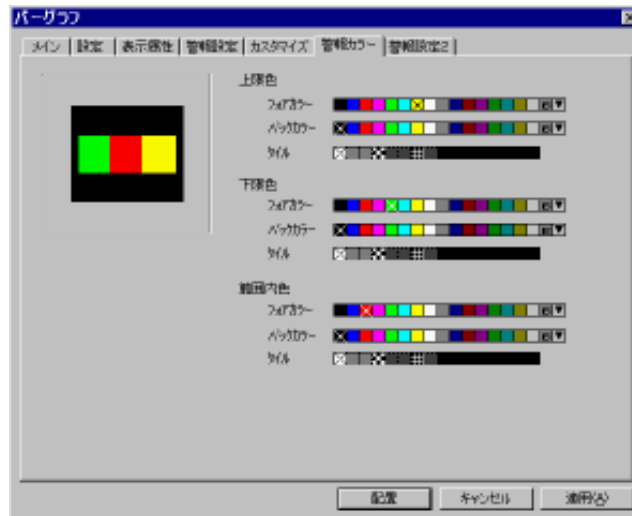 バーグラフ
メイン 設定 表示属性 警報設定 カスタマイズ 警報カラー 警報設定2
上限色
フォアカラー
バックカラー
タイル
下限色
フォアカラー
バックカラー
タイル
範囲内色
フォアカラー
バックカラー
タイル
配置 キャンセル 適用(A)